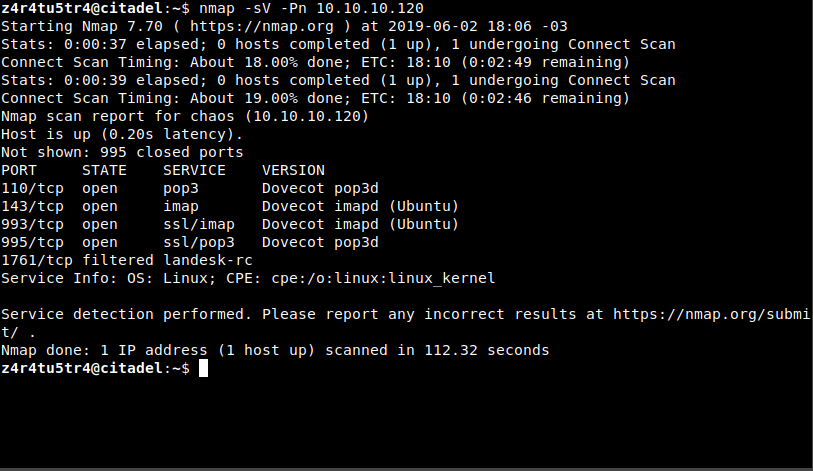 z4r4tu5tr4@citadel:~$ nmap -sV -Pn 10.10.10.120
Starting Nmap 7.70 ( https://nmap.org ) at 2019-06-02 18:06 -03
Stats: 0:00:37 elapsed; 0 hosts completed (1 up), 1 undergoing Connect Scan
Connect Scan Timing: About 18.00% done; ETC: 18:10 (0:02:49 remaining)
Stats: 0:00:39 elapsed; 0 hosts completed (1 up), 1 undergoing Connect Scan
Connect Scan Timing: About 19.00% done; ETC: 18:10 (0:02:46 remaining)
Nmap scan report for chaos (10.10.10.120)
Host is up (0.20s latency).
Not shown: 995 closed ports
PORT     STATE    SERVICE    VERSION
110/tcp  open     pop3       Dovecot pop3d
143/tcp  open     imap       Dovecot imapd (Ubuntu)
993/tcp  open     ssl/imap   Dovecot imapd (Ubuntu)
995/tcp  open     ssl/pop3   Dovecot pop3d
1761/tcp filtered landesk-rc
Service Info: OS: Linux; CPE: cpe:/o:linux:linux_kernel

Service detection performed. Please report any incorrect results at https://nmap.org/submi
t/ .
Nmap done: 1 IP address (1 host up) scanned in 112.32 seconds
z4r4tu5tr4@citadel:~$